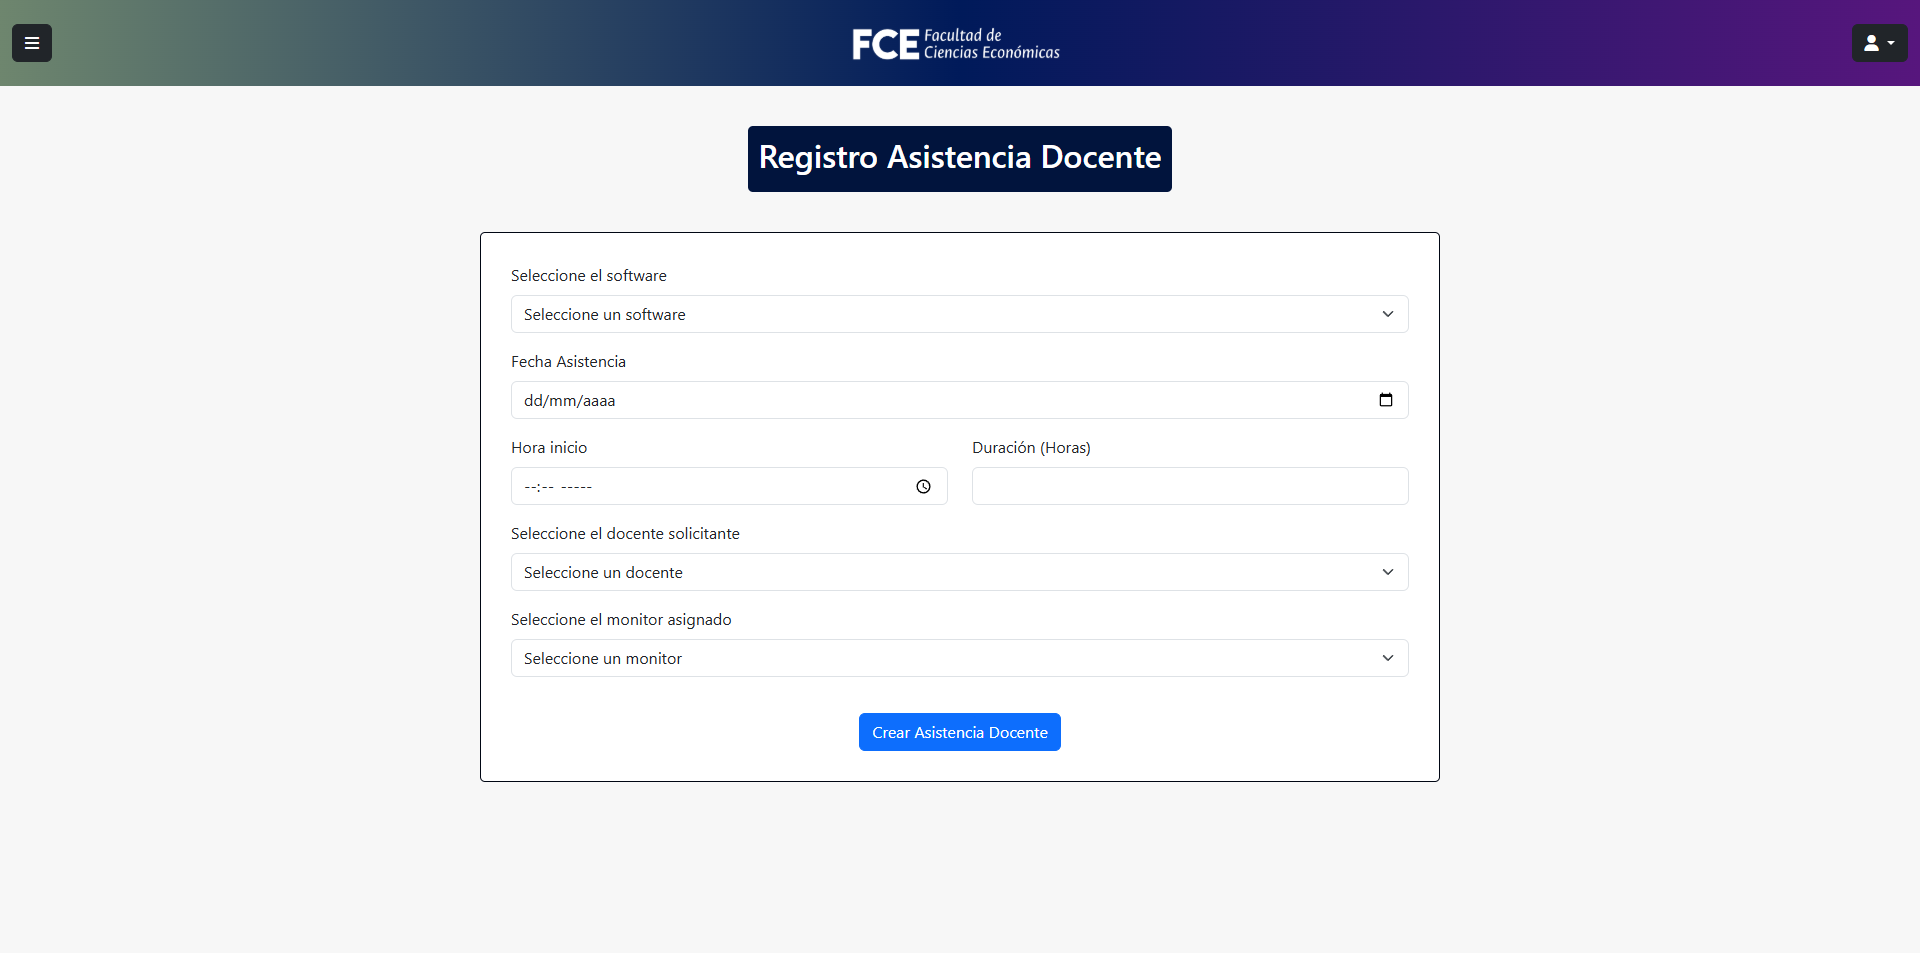 FCE Facultad de
Ciencias Económicas
Registro Asistencia Docente
Seleccione el software
Seleccione un software
Fecha Asistencia
dd/mm/aaaa
Hora inicio
Duración (Horas)
--:-- -----
Seleccione el docente solicitante
Seleccione un docente
Seleccione el monitor asignado
Seleccione un monitor
Crear Asistencia Docente